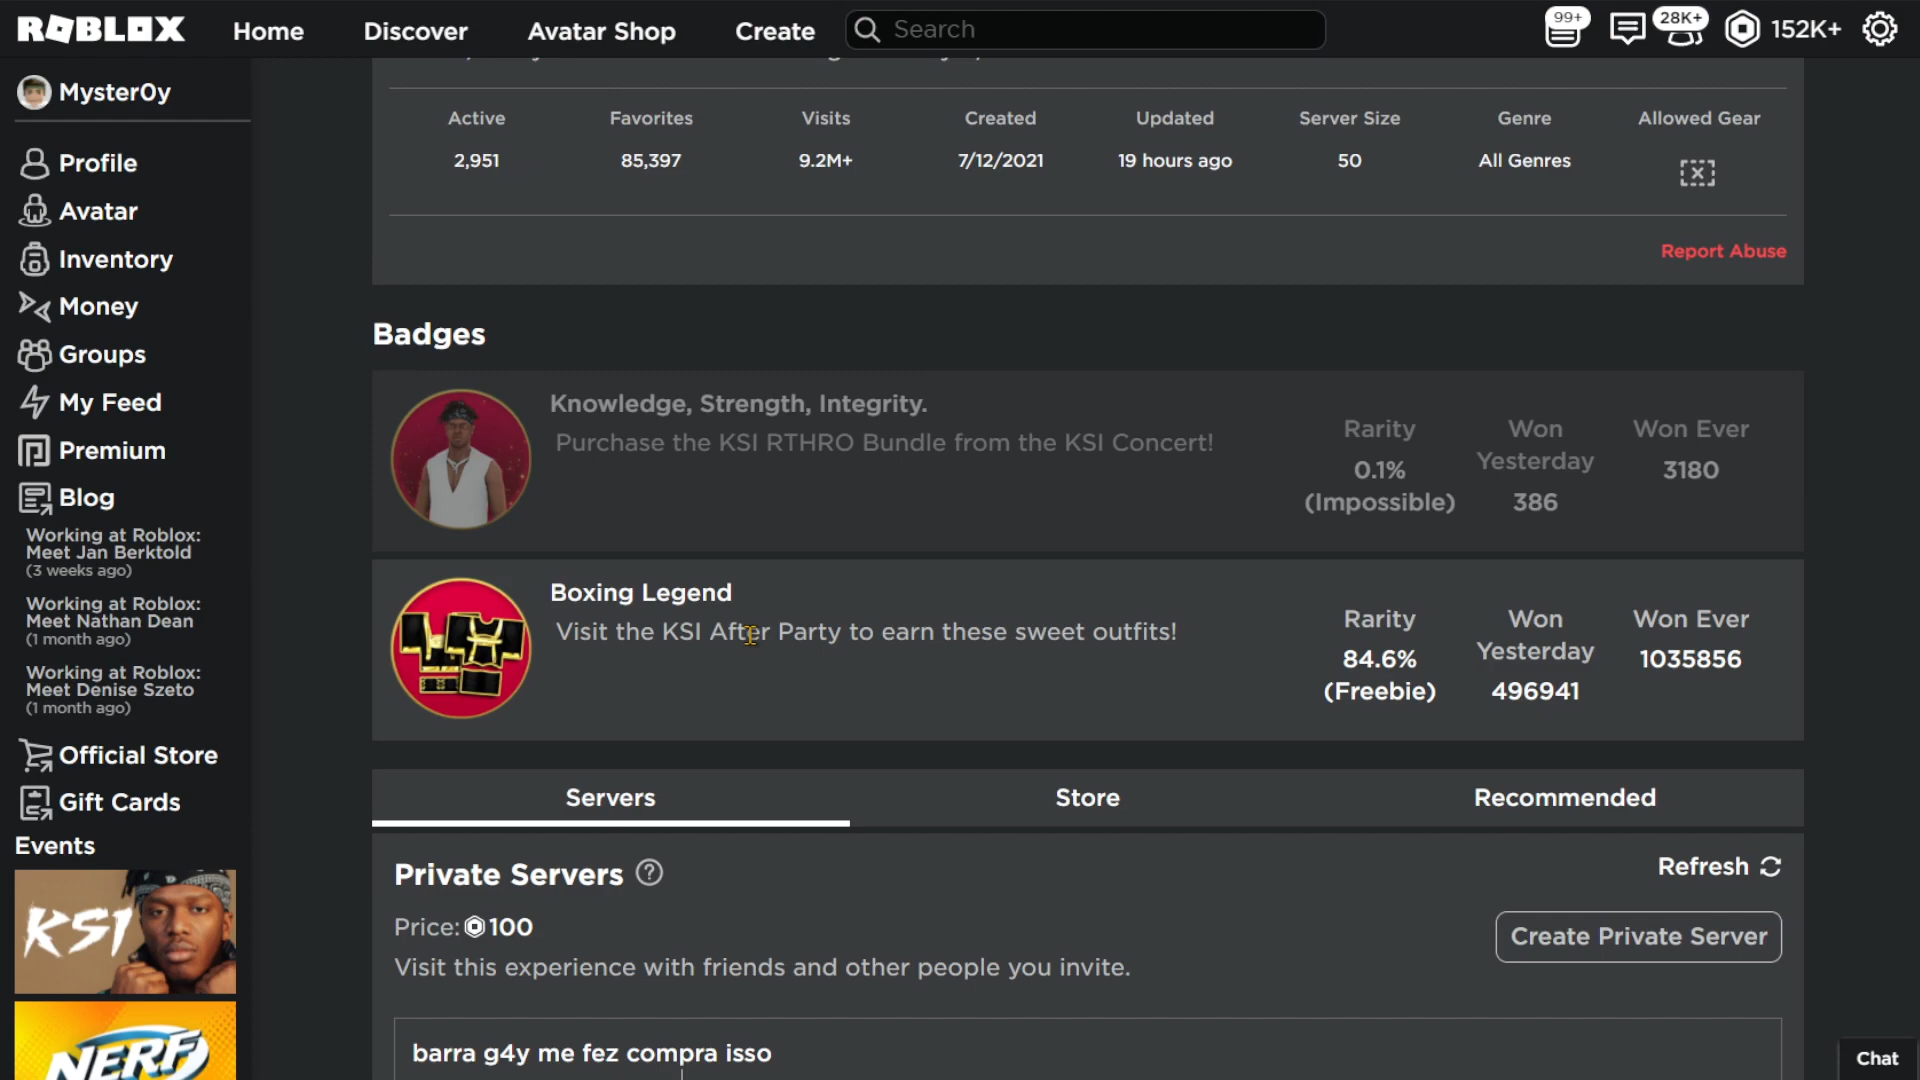 ROBLOX Home Discover Avatar Shop Create Search 99+ 28K+ 152K+
Myster0y
Profile
Avatar
Inventory
Money
Groups
My Feed
Premium
Blog
Working at Roblox:
Meet Jan Berktold
(3 weeks ago)
Working at Roblox:
Meet Nathan Dean
(1 month ago)
Working at Roblox:
Meet Denise Szeto
(1 month ago)
Official Store
Gift Cards
Events
KSI
NERF
Active Favorites Visits Created Updated Server Size Genre Allowed Gear
2,951 85,397 9.2M+ 7/12/2021 19 hours ago 50 All Genres
Report Abuse
Badges
Knowledge, Strength, Integrity.
Purchase the KSI RTHRO Bundle from the KSI Concert!
Rarity
0.1%
(Impossible)
Won
Yesterday
386
Won Ever
3180
Boxing Legend
Visit the KSI After Party to earn these sweet outfits!
Rarity
84.6%
(Freebie)
Won
Yesterday
496941
Won Ever
1035856
Servers Store Recommended
Private Servers ? Refresh
Price: 100
Create Private Server
Visit this experience with friends and other people you invite.
barra g4y me fez compra isso
Chat